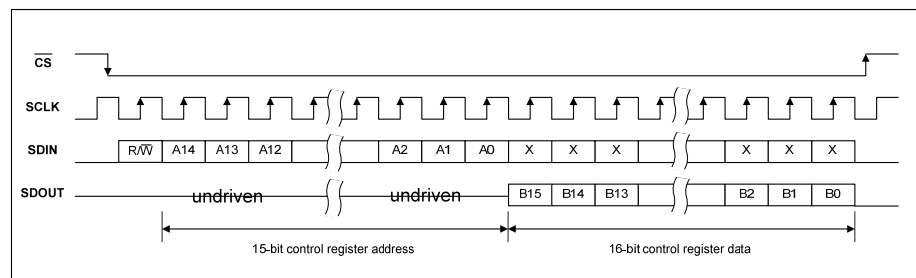 C̅S̅
SCLK
SDIN R/W̅ A14 A13 A12 A2 A1 A0 X X X X X X
SDOUT undriven undriven B15 B14 B13 B2 B1 B0
15-bit control register address 16-bit control register data